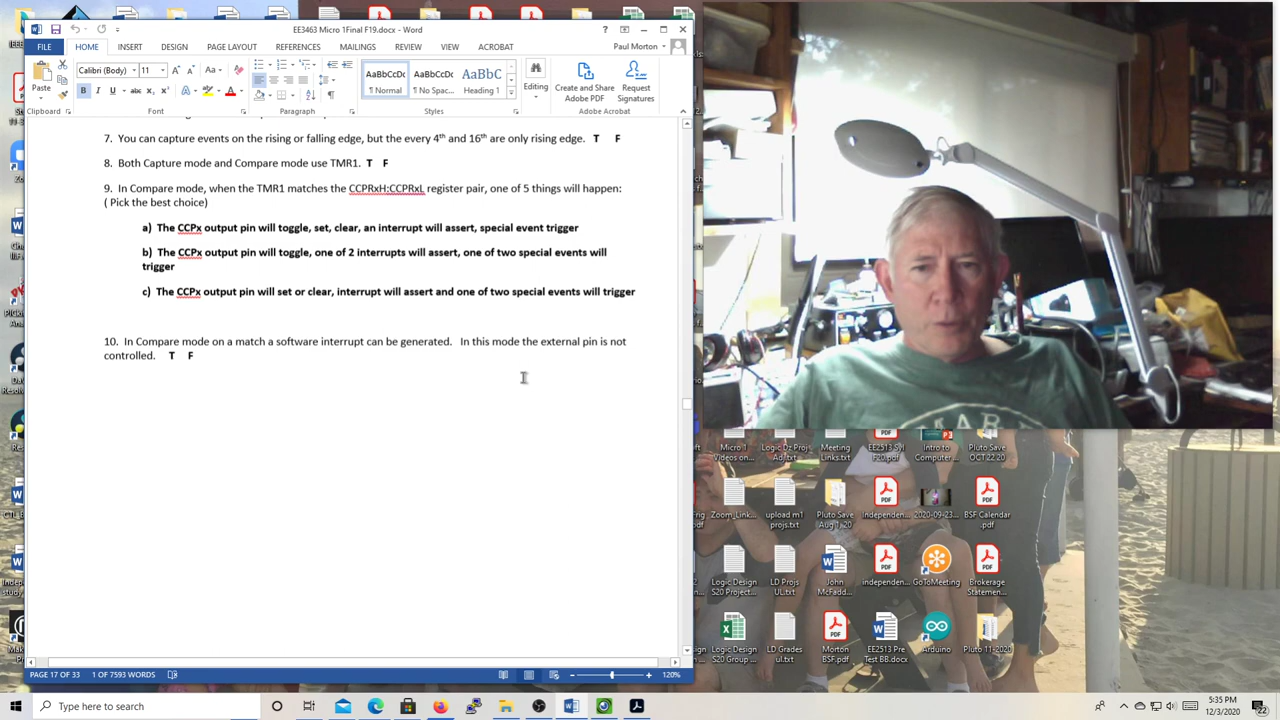 EE3463 Micro 1Final F19.docx - Word
FILE HOME INSERT DESIGN PAGE LAYOUT REFERENCES MAILINGS REVIEW VIEW ACROBAT
Paul Morton
Calibri (Body) 11
AaBbCcDc AaBbCcDc AaBbC
Paste
¶ Normal ¶ No Spac... Heading 1
Editing
Create and Share Adobe PDF
Request Signatures
Clipboard Font Paragraph Styles Adobe Acrobat
7. You can capture events on the rising or falling edge, but the every 4th and 16th are only rising edge. T F
8. Both Capture mode and Compare mode use TMR1. T F
9. In Compare mode, when the TMR1 matches the CCPRxH:CCPRxL register pair, one of 5 things will happen:
( Pick the best choice)
a) The CCPx output pin will toggle, set, clear, an interrupt will assert, special event trigger
b) The CCPx output pin will toggle, one of 2 interrupts will assert, one of two special events will
trigger
c) The CCPx output pin will set or clear, interrupt will assert and one of two special events will trigger
10. In Compare mode on a match a software interrupt can be generated. In this mode the external pin is not
controlled. T F
PAGE 17 OF 33 1 OF 7593 WORDS 120%
Micro 1 Videos on...
Logic Dz Proj Ad.txt
Meeting Links.txt
EE2513 Syl F20.pdf
Intro to Computer...
Pluto Save OCT 22 20
Zoom_Link...
upload m1 projs.txt
Pluto Save Aug 1, 20
Independen...
2020-09-23...
BSF Calendar .pdf
Logic Design S20 Project...
LD Projs UL.txt
John McFadd...
independen...
GoToMeeting
Brokerage Statemen...
Logic Design S20 Group ...
LD Grades ul.txt
Morton BSF.pdf
EE2513 Pre Test BB.docx
Arduino
Pluto 11-2020
Type here to search
5:35 PM
12/3/2020
22